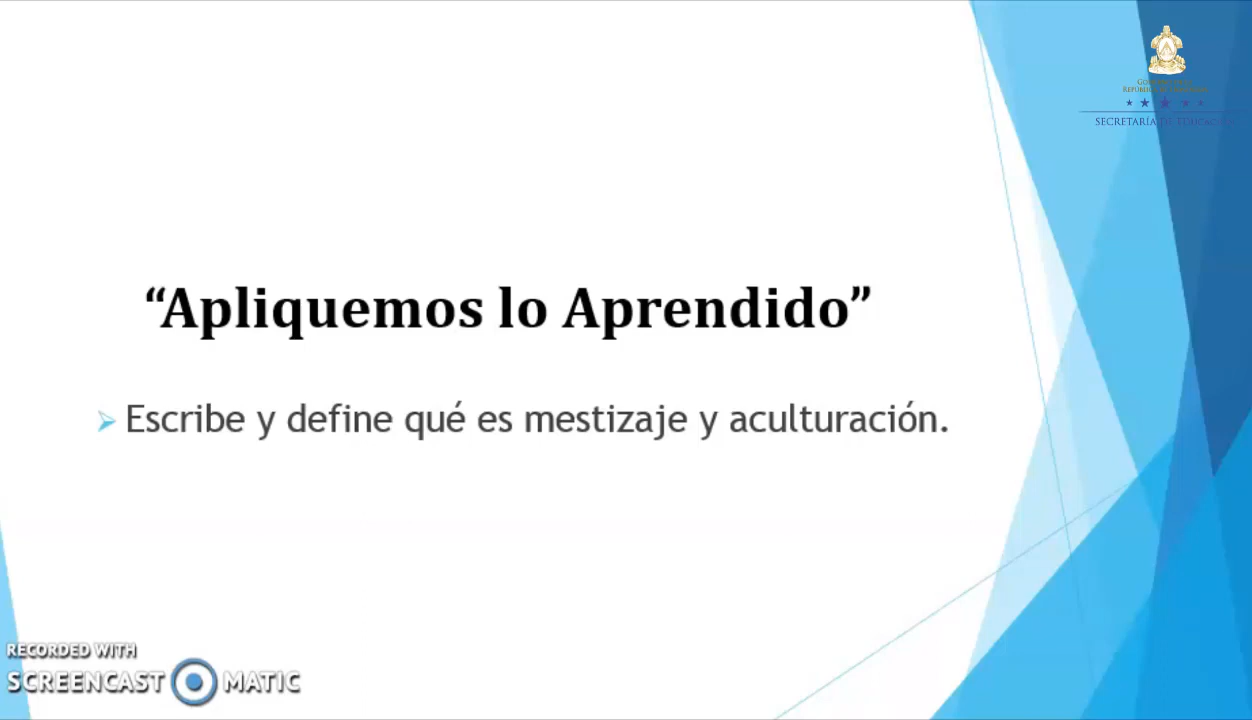 SECRETARÍA DE EDUCACIÓN
“Apliquemos lo Aprendido”
Escribe y define qué es mestizaje y aculturación.
RECORDED WITH
SCREENCAST MATIC